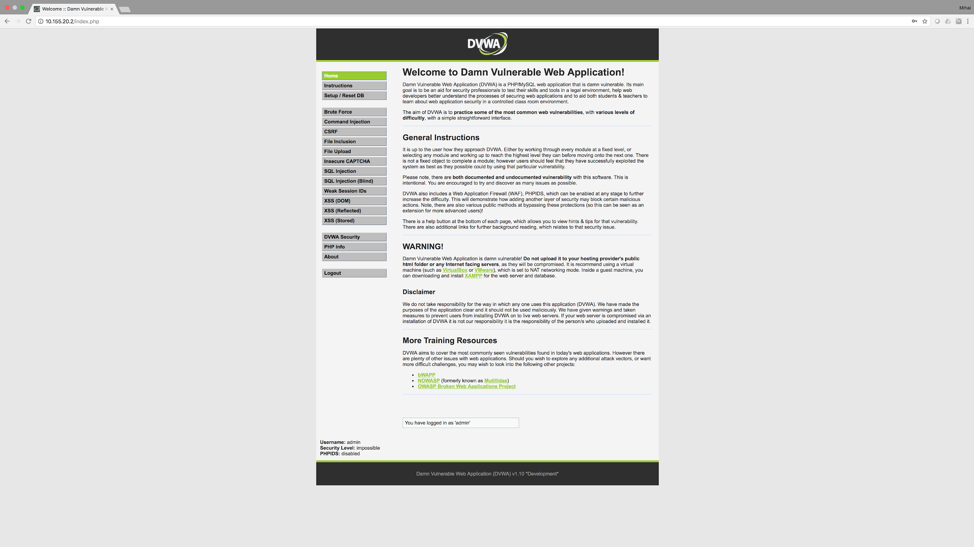 Welcome :: Damn Vulnerable
Mmai
10.155.20.2/index.php
DVWA
Home
Instructions
Setup / Reset DB
Brute Force
Command Injection
CSRF
File Inclusion
File Upload
Insecure CAPTCHA
SQL Injection
SQL Injection (Blind)
Weak Session IDs
XSS (DOM)
XSS (Reflected)
XSS (Stored)
DVWA Security
PHP Info
About
Logout
Welcome to Damn Vulnerable Web Application!
Damn Vulnerable Web Application (DVWA) is a PHP/MySQL web application that is damn vulnerable. Its main
goal is to be an aid for security professionals to test their skills and tools in a legal environment, help web
developers better understand the processes of securing web applications and to aid both students & teachers to
learn about web application security in a controlled class room environment.
The aim of DVWA is to practice some of the most common web vulnerabilities, with various levels of
difficulty, with a simple straightforward interface.
General Instructions
It is up to the user how they approach DVWA. Either by working through every module at a fixed level, or
selecting any module and working up to reach the highest level they can before moving onto the next one. There
is not a fixed object to complete a module; however users should feel that they have successfully exploited the
system as best as they possible could by using that particular vulnerability.
Please note, there are both documented and undocumented vulnerability with this software. This is
intentional. You are encouraged to try and discover as many issues as possible.
DVWA also includes a Web Application Firewall (WAF), PHPIDS, which can be enabled at any stage to further
increase the difficulty. This will demonstrate how adding another layer of security may block certain malicious
actions. Note, there are also various public methods at bypassing these protections (so this can be seen as an
extension for more advanced users)!
There is a help button at the bottom of each page, which allows you to view hints & tips for that vulnerability.
There are also additional links for further background reading, which relates to that security issue.
WARNING!
Damn Vulnerable Web Application is damn vulnerable! Do not upload it to your hosting provider's public
html folder or any Internet facing servers, as they will be compromised. It is recommend using a virtual
machine (such as VirtualBox or VMware), which is set to NAT networking mode. Inside a guest machine, you
can downloading and install XAMPP for the web server and database.
Disclaimer
We do not take responsibility for the way in which any one uses this application (DVWA). We have made the
purposes of the application clear and it should not be used maliciously. We have given warnings and taken
measures to prevent users from installing DVWA on to live web servers. If your web server is compromised via an
installation of DVWA it is not our responsibility it is the responsibility of the person/s who uploaded and installed it.
More Training Resources
DVWA aims to cover the most commonly seen vulnerabilities found in today's web applications. However there
are plenty of other issues with web applications. Should you wish to explore any additional attack vectors, or want
more difficult challenges, you may wish to look into the following other projects:
bWAPP
NOWASP (formerly known as Mutillidae)
OWASP Broken Web Applications Project
You have logged in as 'admin'
Username: admin
Security Level: impossible
PHPIDS: disabled
Damn Vulnerable Web Application (DVWA) v1.10 *Development*